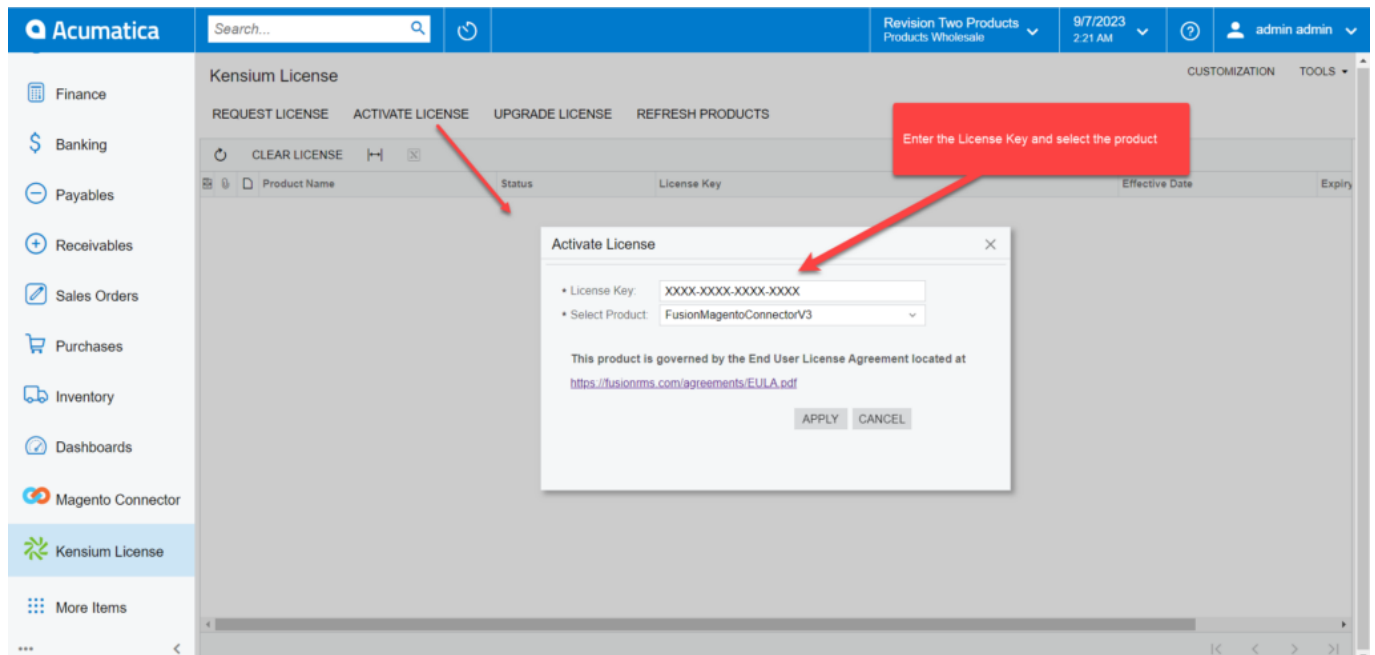 Acumatica
Search...
Revision Two Products
Products Wholesale
9/7/2023
2:21 AM
admin admin
Finance
Banking
Payables
Receivables
Sales Orders
Purchases
Inventory
Dashboards
Magento Connector
Kensium License
More Items
Kensium License
CUSTOMIZATION TOOLS
REQUEST LICENSE ACTIVATE LICENSE UPGRADE LICENSE REFRESH PRODUCTS
Enter the License Key and select the product
CLEAR LICENSE
Product Name Status License Key Effective Date Expiry
Activate License
• License Key: XXXX-XXXX-XXXX-XXXX
• Select Product: FusionMagentoConnectorV3
This product is governed by the End User License Agreement located at
https://fusionrms.com/agreements/EULA.pdf
APPLY CANCEL